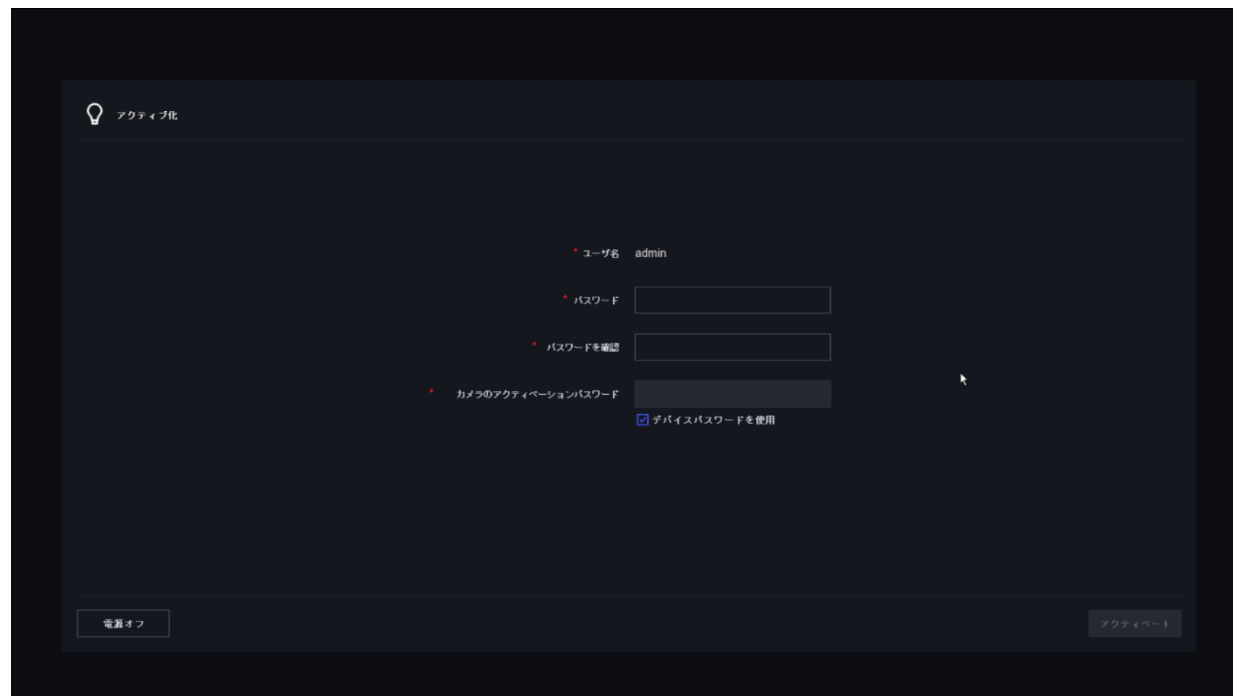 アクティブ化
* ユーザ名 admin
* パスワード
* パスワードを確認
* カメラのアクティベーションパスワード
デバイスパスワードを使用
電源オフ
アクティベート